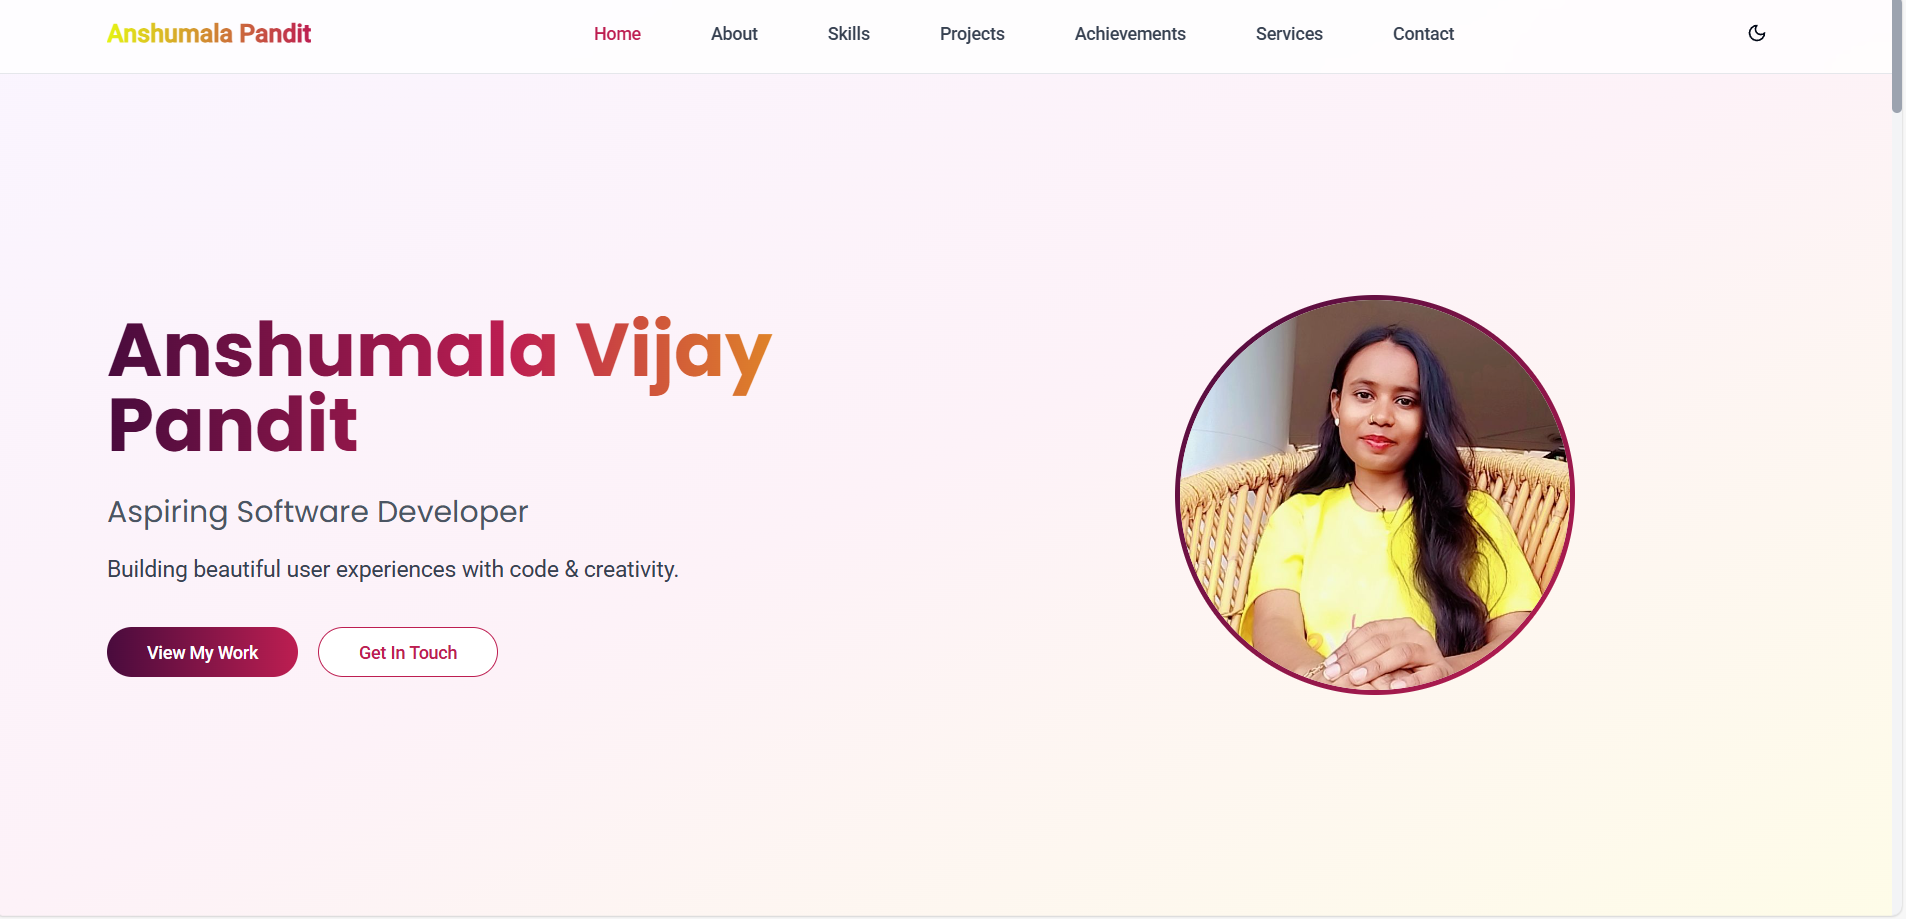 Anshumala Pandit
Home
About
Skills
Projects
Achievements
Services
Contact
Anshumala Vijay
Pandit
Aspiring Software Developer
Building beautiful user experiences with code & creativity.
View My Work
Get In Touch